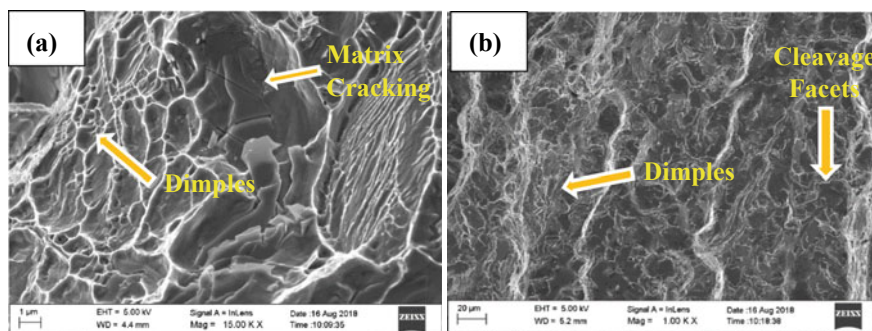 (a)
Matrix
Cracking
Dimples
1 µm
EHT = 5.00 kV
WD = 4.4 mm
Signal A = InLens
Mag = 15.00 K X
Date :16 Aug 2018
Time :10:09:35
ZEISS
(b)
Cleavage
Facets
Dimples
20 µm
EHT = 5.00 kV
WD = 5.2 mm
Signal A = InLens
Mag = 1.00 K X
Date :16 Aug 2018
Time :10:18:38
ZEISS